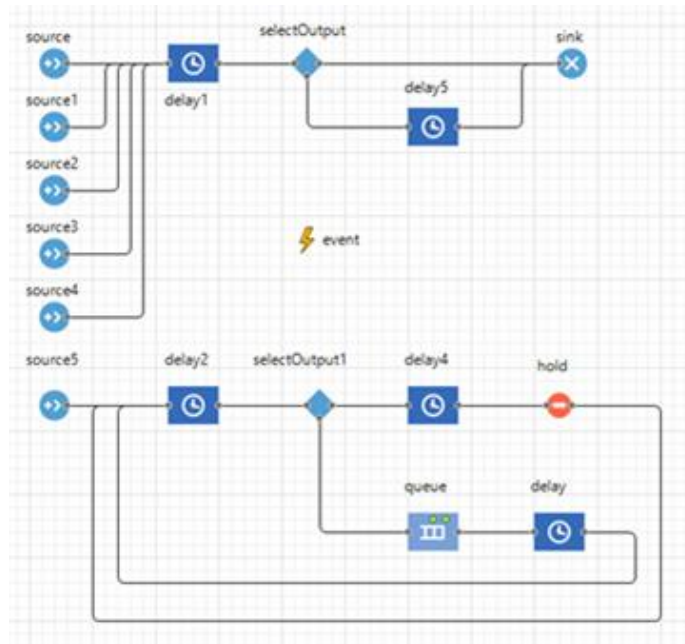 source
selectOutput
sink
delay1
delay5
source1
source2
source3
event
source4
source5
delay2
selectOutput1
delay4
hold
queue
delay